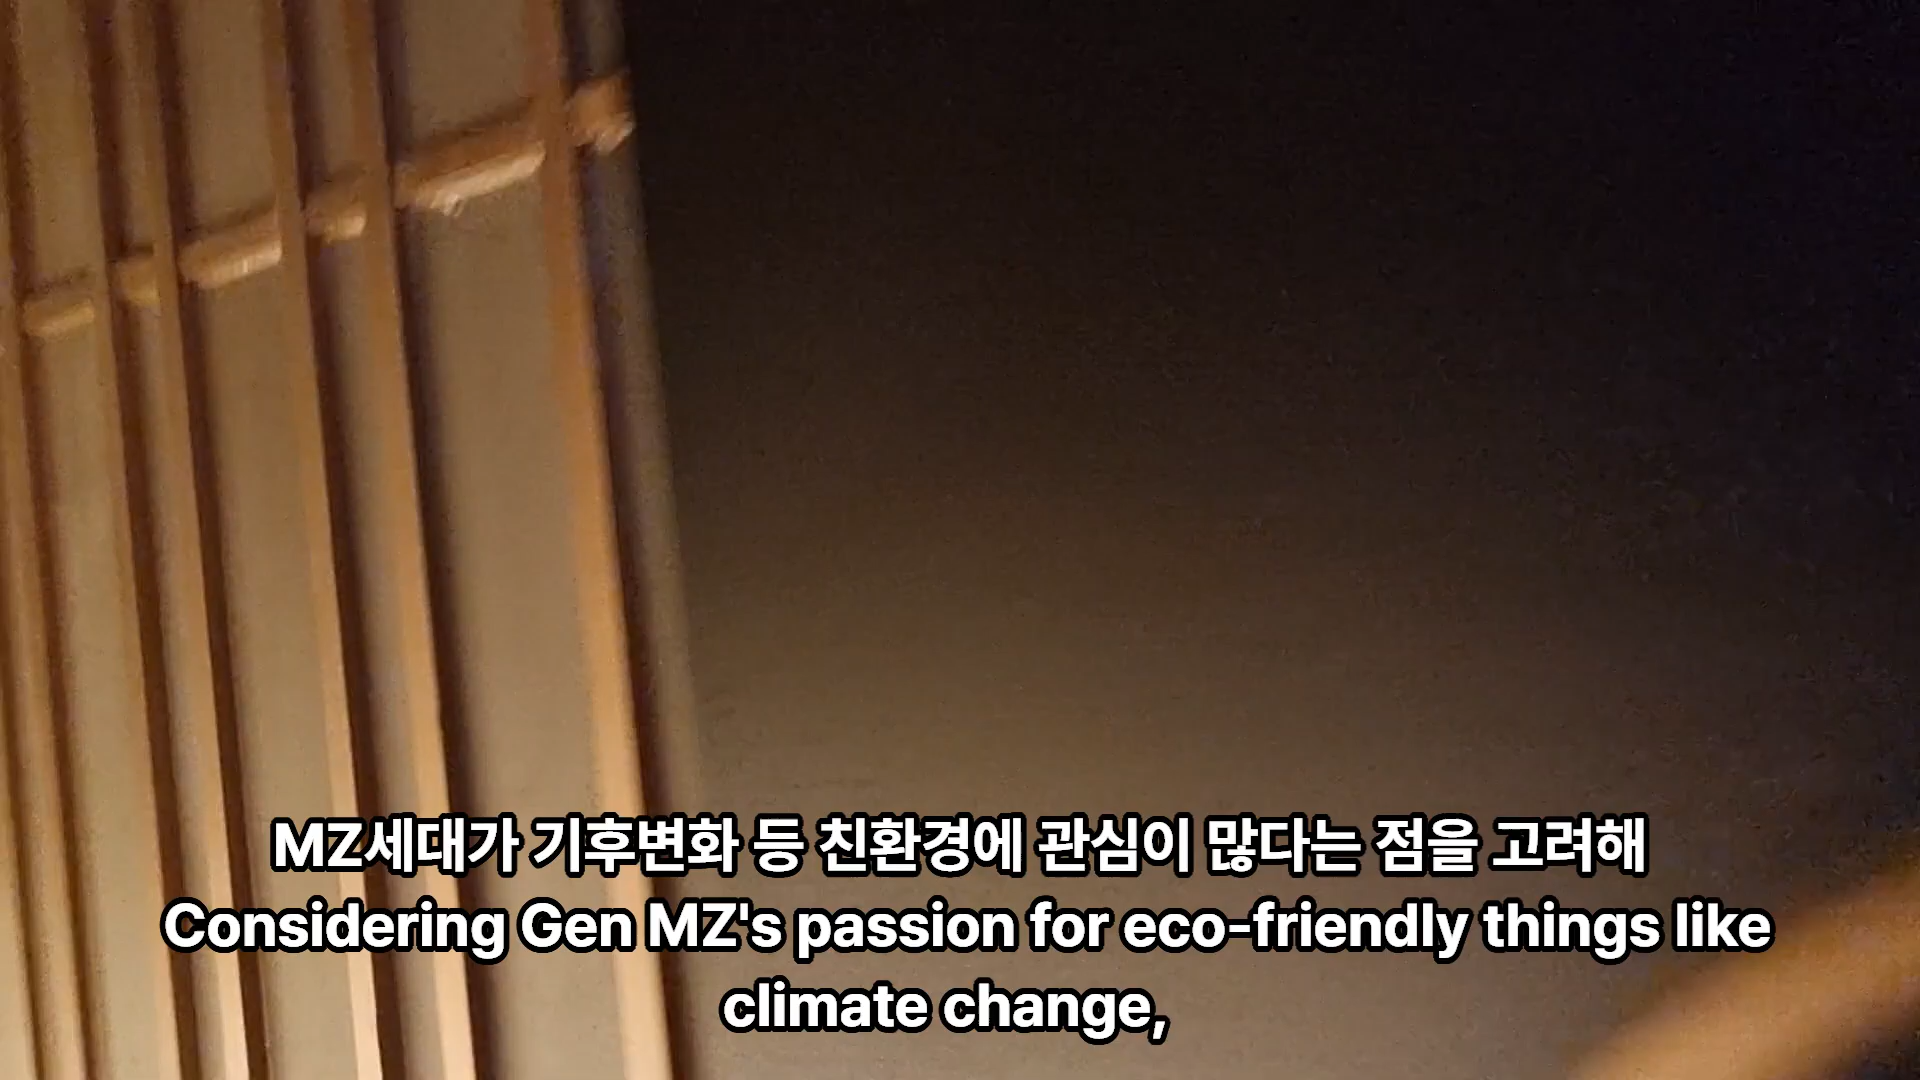 MZ세대가 기후변화 등 친환경에 관심이 많다는 점을 고려해
Considering Gen MZ's passion for eco-friendly things like
climate change,